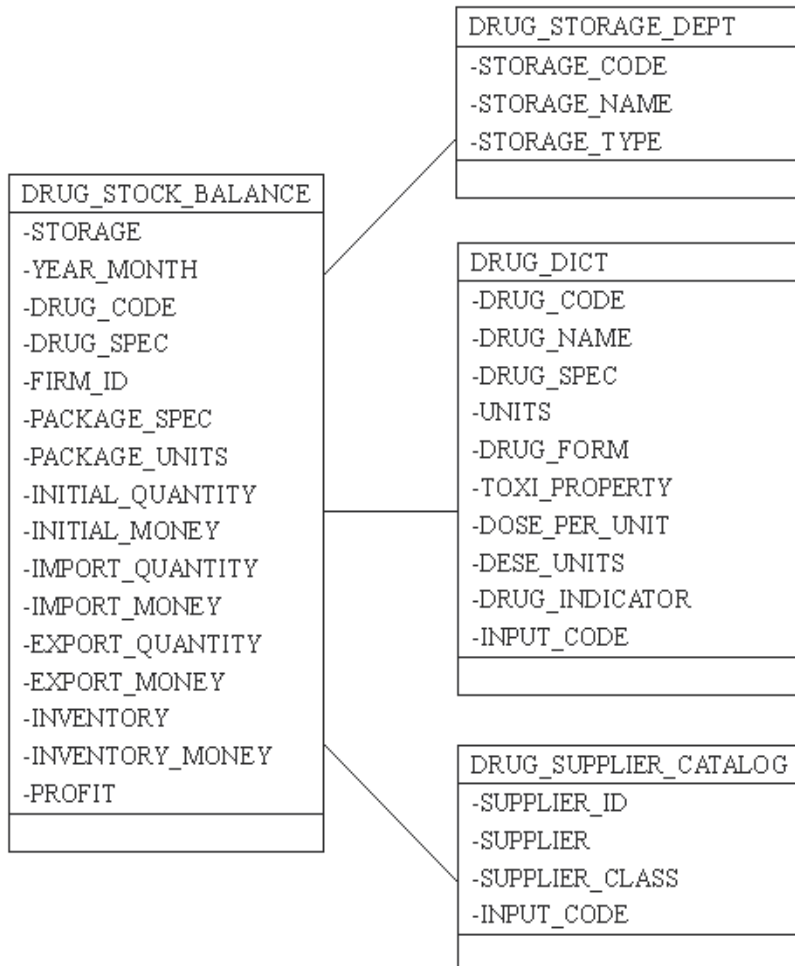 DRUG_STORAGE_DEPT
-STORAGE_CODE
-STORAGE_NAME
-STORAGE_TYPE
DRUG_STOCK_BALANCE
-STORAGE
-YEAR_MONTH
-DRUG_CODE
-DRUG_SPEC
-FIRM_ID
-PACKAGE_SPEC
-PACKAGE_UNITS
-INITIAL_QUANTITY
-INITIAL_MONEY
-IMPORT_QUANTITY
-IMPORT_MONEY
-EXPORT_QUANTITY
-EXPORT_MONEY
-INVENTORY
-INVENTORY_MONEY
-PROFIT
DRUG_DICT
-DRUG_CODE
-DRUG_NAME
-DRUG_SPEC
-UNITS
-DRUG_FORM
-TOXI_PROPERTY
-DOSE_PER_UNIT
-DESE_UNITS
-DRUG_INDICATOR
-INPUT_CODE
DRUG_SUPPLIER_CATALOG
-SUPPLIER_ID
-SUPPLIER
-SUPPLIER_CLASS
-INPUT_CODE